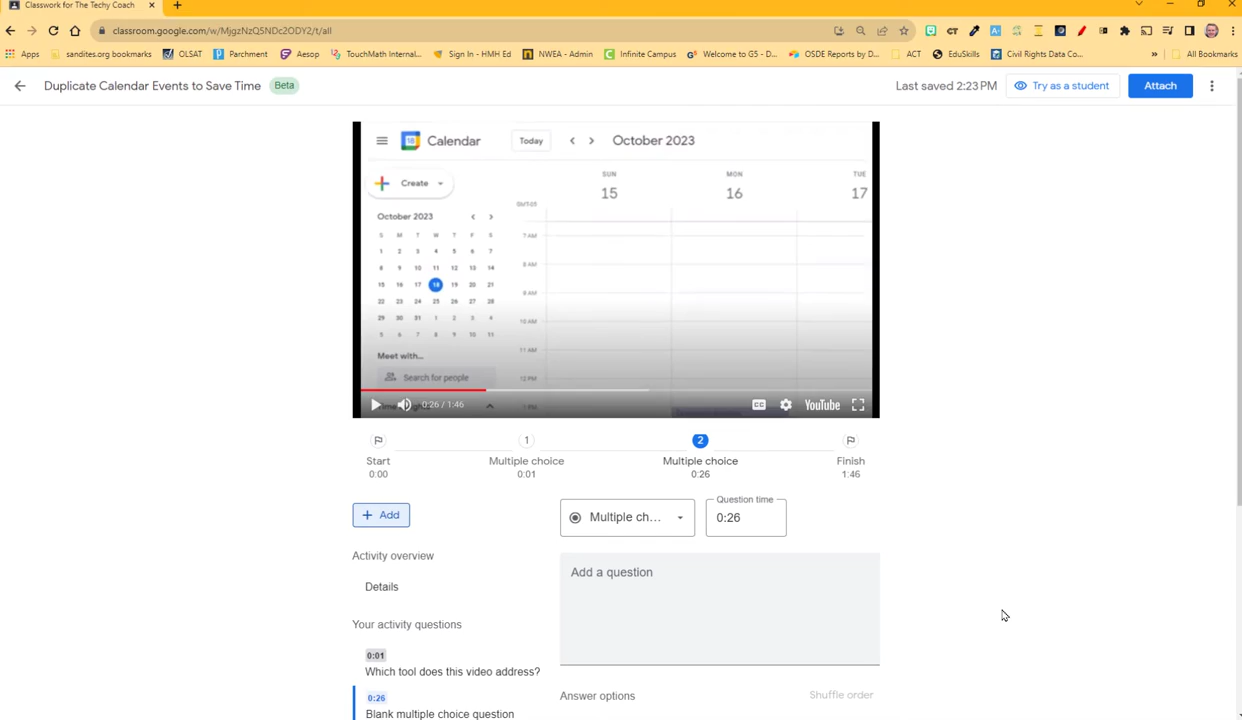 Classwork for The Techy Coach
classroom.google.com/w/MjgzNzQ5NDc2ODY2/t/all
Apps sandites.org bookmarks OLSAT Parchment Aesop TouchMath Internal... Sign In - HMH Ed NWEA - Admin Infinite Campus Welcome to G5 - D... OSDE Reports by D... ACT EduSkills Civil Rights Data Co... All Bookmarks
Duplicate Calendar Events to Save Time Beta Last saved 2:23 PM Try as a student Attach
Calendar Today October 2023
SUN MON TUE
15 16 17
Create
GMT-05
October 2023
S M T W T F S
1 2 3 4 5 6 7
8 9 10 11 12 13 14
15 16 17 18 19 20 21
22 23 24 25 26 27 28
29 30 31 1 2 3 4
5 6 7 8 9 10 11
7 AM
8 AM
9 AM
10 AM
11 AM
12 PM
Meet with...
Search for people
0:26 / 1:46 CC YouTube
1 2
Start Multiple choice Multiple choice Finish
0:00 0:01 0:26 1:46
+ Add
Multiple ch... Question time 0:26
Activity overview
Details
Add a question
Your activity questions
0:01
Which tool does this video address?
0:26
Blank multiple choice question
Answer options Shuffle order